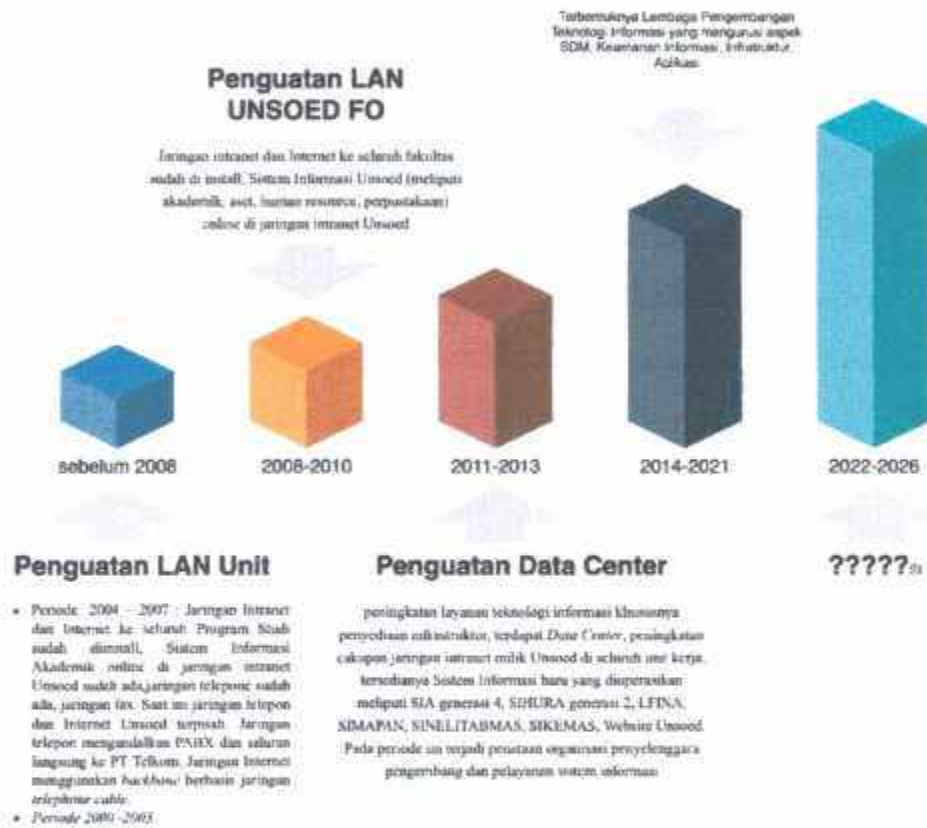 Terbentuknya Lembaga Pengembangan
Teknologi Informasi yang mengurusi aspek
SDM, Keamanan Informasi, Infrastruktur,
Aplikasi
Penguatan LAN
UNSOED FO
Jaringan intranet dan Internet ke seluruh fakultas
sudah di install, Sistem Informasi Unsoed (meliputi
akademik, aset, human resource, perpustakaan)
online di jaringan intranet Unsoed
sebelum 2008
2008-2010
2011-2013
2014-2021
2022-2026
Penguatan LAN Unit
• Periode 2004 - 2007 : Jaringan Intranet
dan Internet ke seluruh Program Studi
sudah diinstall, Sistem Informasi
Akademik online di jaringan intranet
Unsoed sudah ada,jaringan telepone sudah
ada, jaringan fax. Saat ini jaringan telepon
dan Internet Unsoed terpisah. Jaringan
telepon mengandalkan PABX dan saluran
langsung ke PT Telkom. Jaringan Internet
menggunakan backbone berbasis jaringan
telephone cable.
• Periode 2000 -2003
Penguatan Data Center
peningkatan layanan teknologi informasi khususnya
penyediaan infrastruktur, terdapat Data Center, peningkatan
cakupan jaringan intranet milik Unsoed di seluruh unit kerja,
tersedianya Sistem Informasi baru yang dioperasikan
meliputi SIA generasi 4, SIHURA generasi 2, LFINA,
SIMAPAN, SINELITABMAS, SIKEMAS, Website Unsoed.
Pada periode ini terjadi penataan organisasi penyelenggara
pengembang dan pelayanan sistem informasi
?????